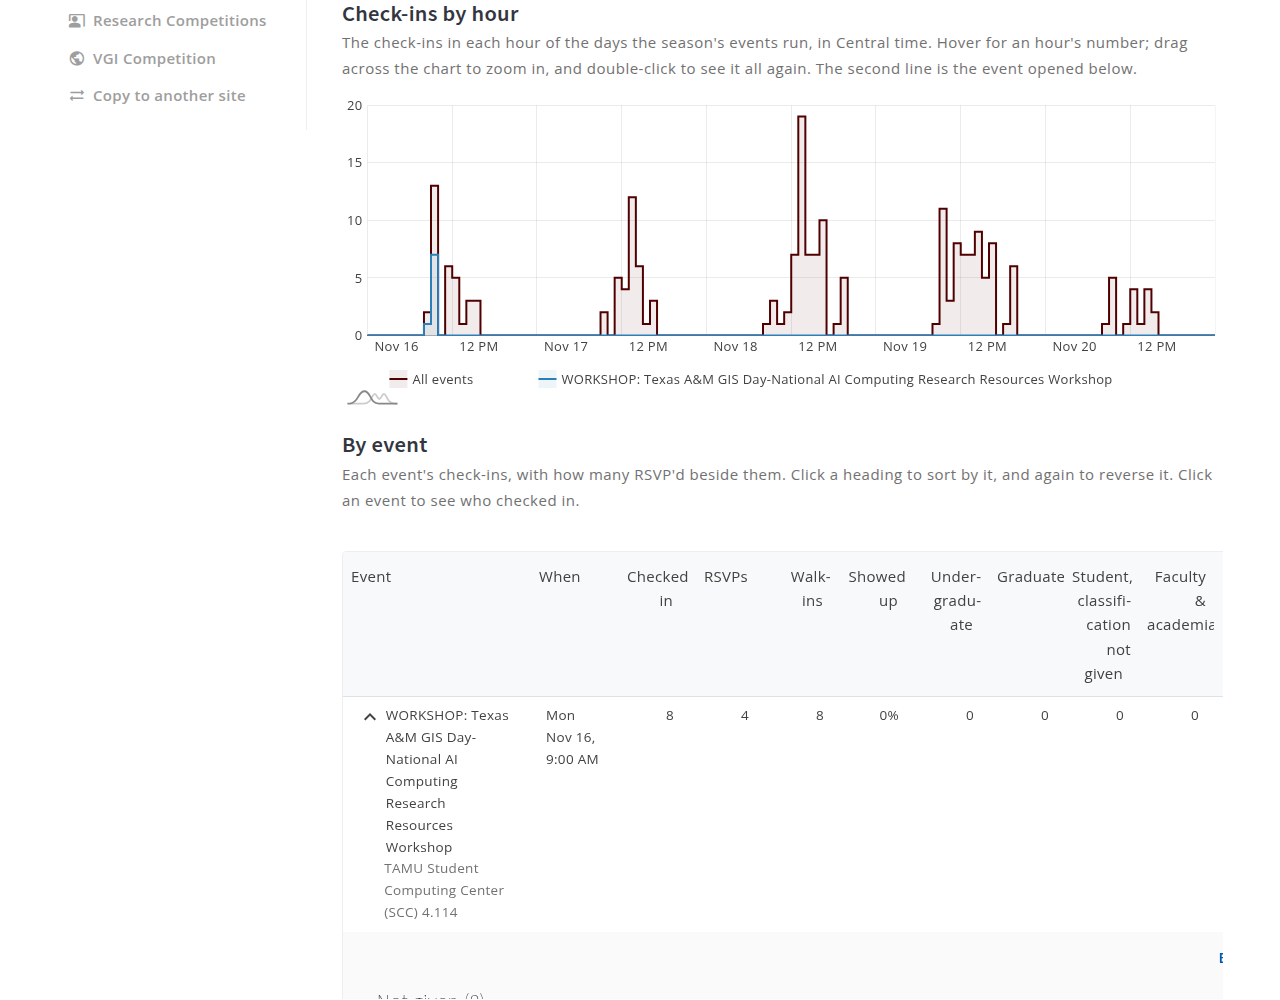 Research Competitions
VGI Competition
Copy to another site
Check-ins by hour
The check-ins in each hour of the days the season's events run, in Central time. Hover for an hour's number; drag
across the chart to zoom in, and double-click to see it all again. The second line is the event opened below.
20
15
10
5
0
Nov 16 12 PM Nov 17 12 PM Nov 18 12 PM Nov 19 12 PM Nov 20 12 PM
All events WORKSHOP: Texas A&M GIS Day-National AI Computing Research Resources Workshop
By event
Each event's check-ins, with how many RSVP'd beside them. Click a heading to sort by it, and again to reverse it. Click
an event to see who checked in.
Event When Checked RSVPs Walk- Showed Under- Graduate Student, Faculty
in ins up gradu- classifi- &
ate cation academia
not
given
WORKSHOP: Texas Mon 8 4 8 0% 0 0 0 0
A&M GIS Day- Nov 16,
National AI 9:00 AM
Computing
Research
Resources
Workshop
TAMU Student
Computing Center
(SCC) 4.114